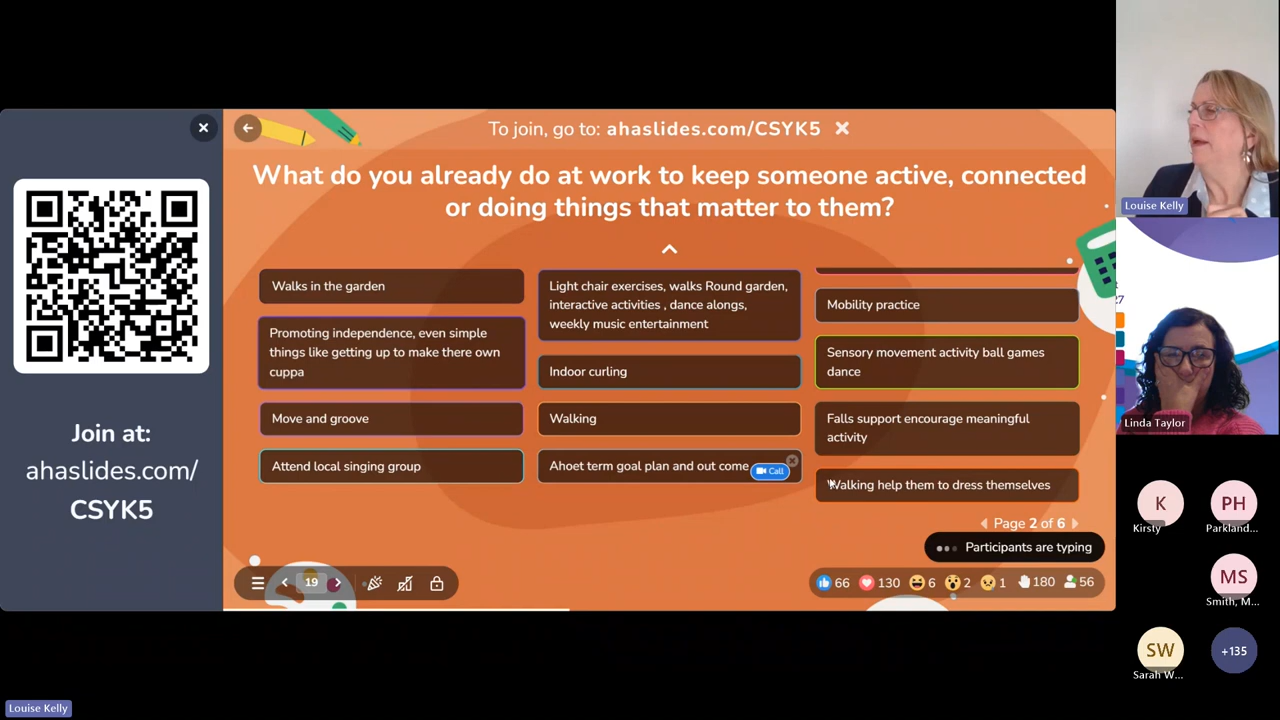 To join, go to: ahaslides.com/CSYK5
What do you already do at work to keep someone active, connected
or doing things that matter to them?
Join at:
ahaslides.com/
CSYK5
Walks in the garden
Promoting independence, even simple
things like getting up to make there own
cuppa
Move and groove
Attend local singing group
Light chair exercises, walks Round garden,
interactive activities , dance alongs,
weekly music entertainment
Indoor curling
Walking
Ahoet term goal plan and out come
Call
Mobility practice
Sensory movement activity ball games
dance
Falls support encourage meaningful
activity
Walking help them to dress themselves
Page 2 of 6
Participants are typing
19
66
130
6
2
1
180
56
Louise Kelly
27
Linda Taylor
K
Kirsty
PH
Parkland...
MS
Smith, M...
SW
Sarah W...
+135
Louise Kelly